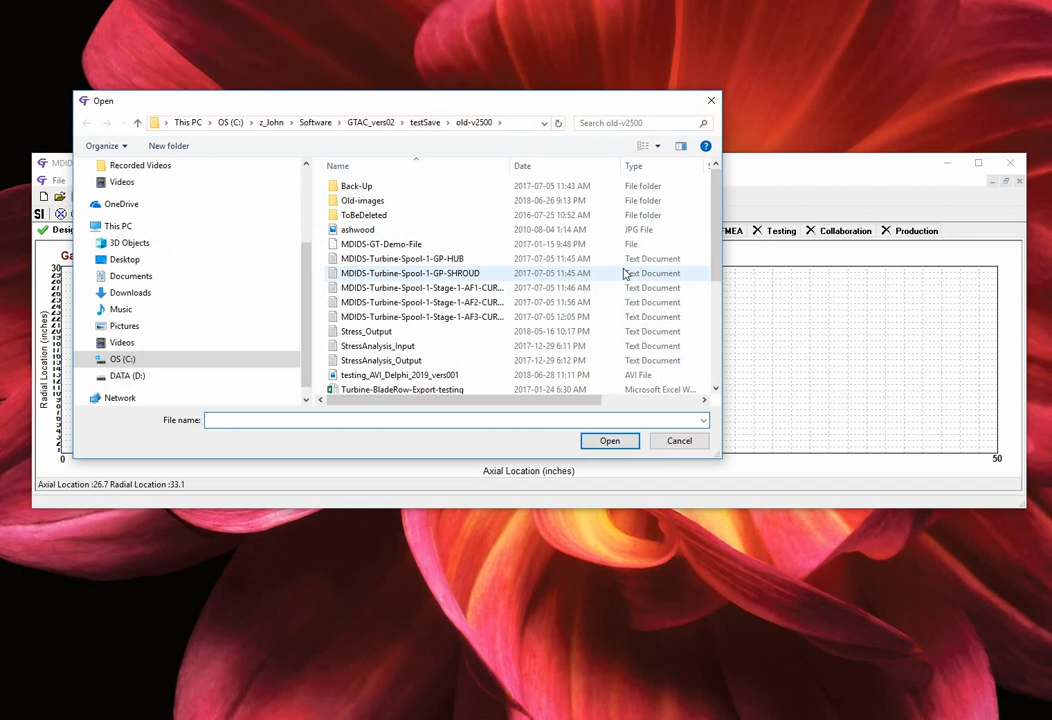 Open
This PC > OS (C:) > z_John > Software > GTAC_vers02 > testSave > old-v2500 >
Search old-v2500
Organize
New folder
Recorded Videos
Videos
OneDrive
This PC
3D Objects
Desktop
Documents
Downloads
Music
Pictures
Videos
OS (C:)
DATA (D:)
Network
Name Date Type
Back-Up 2017-07-05 11:43 AM File folder
Old-images 2018-06-26 9:13 PM File folder
ToBeDeleted 2016-07-25 10:52 AM File folder
ashwood 2010-08-04 1:14 AM JPG File
MDIDS-GT-Demo-File 2017-01-15 9:48 PM File
MDIDS-Turbine-Spool-1-GP-HUB 2017-07-05 11:45 AM Text Document
MDIDS-Turbine-Spool-1-GP-SHROUD 2017-07-05 11:45 AM Text Document
MDIDS-Turbine-Spool-1-Stage-1-AF1-CUR... 2017-07-05 11:46 AM Text Document
MDIDS-Turbine-Spool-1-Stage-1-AF2-CUR... 2017-07-05 11:56 AM Text Document
MDIDS-Turbine-Spool-1-Stage-1-AF3-CUR... 2017-07-05 12:05 PM Text Document
Stress_Output 2018-05-16 10:17 PM Text Document
StressAnalysis_Input 2017-12-29 6:11 PM Text Document
StressAnalysis_Output 2017-12-29 6:12 PM Text Document
testing_AVI_Delphi_2019_vers001 2018-06-28 11:11 PM AVI File
Turbine-BladeRow-Export-testing 2017-01-24 6:30 AM Microsoft Excel W...
File name:
Open Cancel
MDID
File
SI
Desig
FMEA Testing Collaboration Production
Ga
30
Radial Location (inches)
0 50
Axial Location (inches)
Axial Location :26.7 Radial Location :33.1